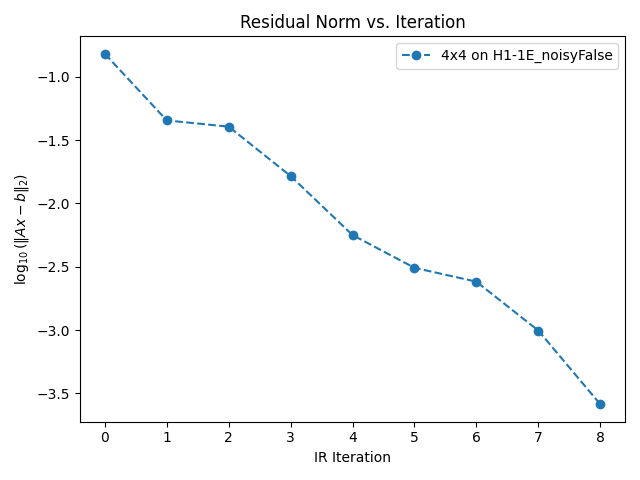 Residual Norm vs. Iteration
4x4 on H1-1E_noisyFalse
log₁₀(‖Ax − b‖₂)
−1.0
−1.5
−2.0
−2.5
−3.0
−3.5
0 1 2 3 4 5 6 7 8
IR Iteration